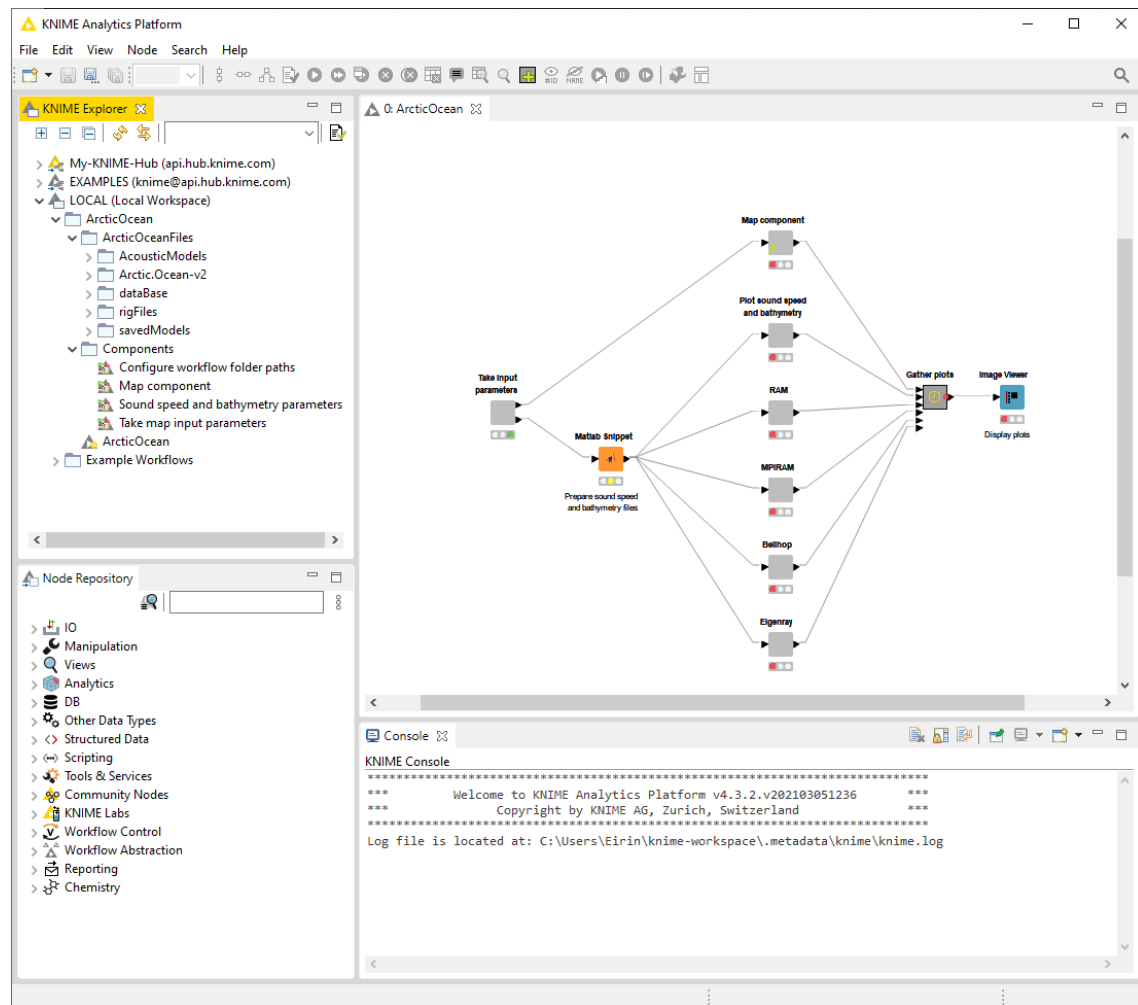 KNIME Analytics Platform
File Edit View Node Search Help
KNIME Explorer
My-KNIME-Hub (api.hub.knime.com)
EXAMPLES (knime@api.hub.knime.com)
LOCAL (Local Workspace)
ArcticOcean
ArcticOceanFiles
AcousticModels
Arctic.Ocean-v2
dataBase
rigFiles
savedModels
Components
Configure workflow folder paths
Map component
Sound speed and bathymetry parameters
Take map input parameters
ArcticOcean
Example Workflows
Node Repository
IO
Manipulation
Views
Analytics
DB
Other Data Types
Structured Data
Scripting
Tools & Services
Community Nodes
KNIME Labs
Workflow Control
Workflow Abstraction
Reporting
Chemistry
0: ArcticOcean
Map component
Plot sound speed
and bathymetry
Take input
parameters
RAM
Gather plots
Image Viewer
Display plots
Matlab Snippet
Prepare sound speed
and bathymetry files
MPIRAM
Bellhop
Eigenray
Console
KNIME Console
******************************************************************************
*** Welcome to KNIME Analytics Platform v4.3.2.v202103051236 ***
*** Copyright by KNIME AG, Zurich, Switzerland ***
******************************************************************************
Log file is located at: C:\Users\Eirin\knime-workspace\.metadata\knime\knime.log